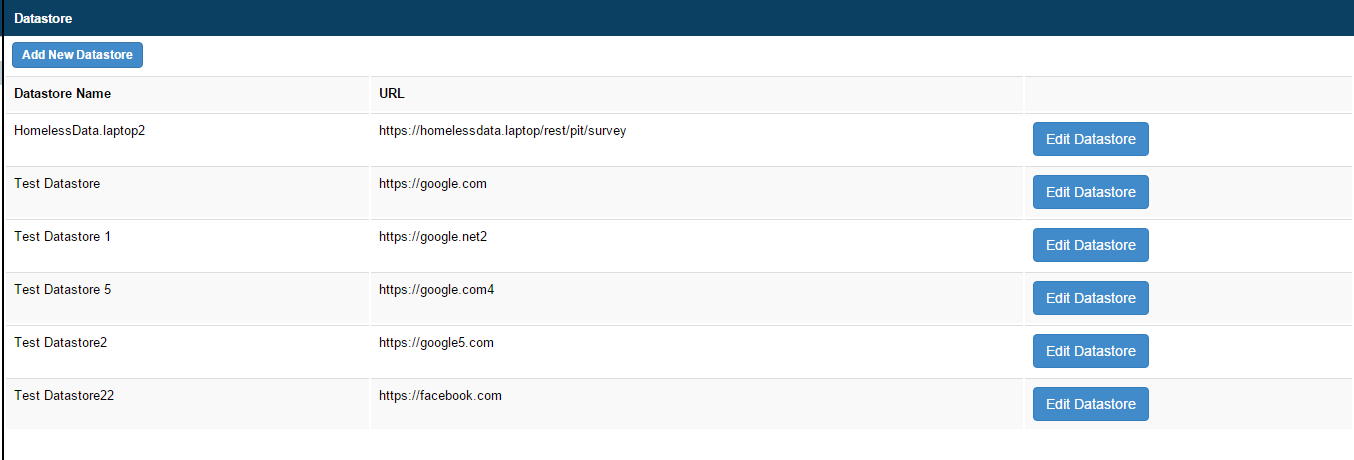 Datastore
Add New Datastore
Datastore Name URL
HomelessData.laptop2 https://homelessdata.laptop/rest/pit/survey Edit Datastore
Test Datastore https://google.com Edit Datastore
Test Datastore 1 https://google.net2 Edit Datastore
Test Datastore 5 https://google.com4 Edit Datastore
Test Datastore2 https://google5.com Edit Datastore
Test Datastore22 https://facebook.com Edit Datastore